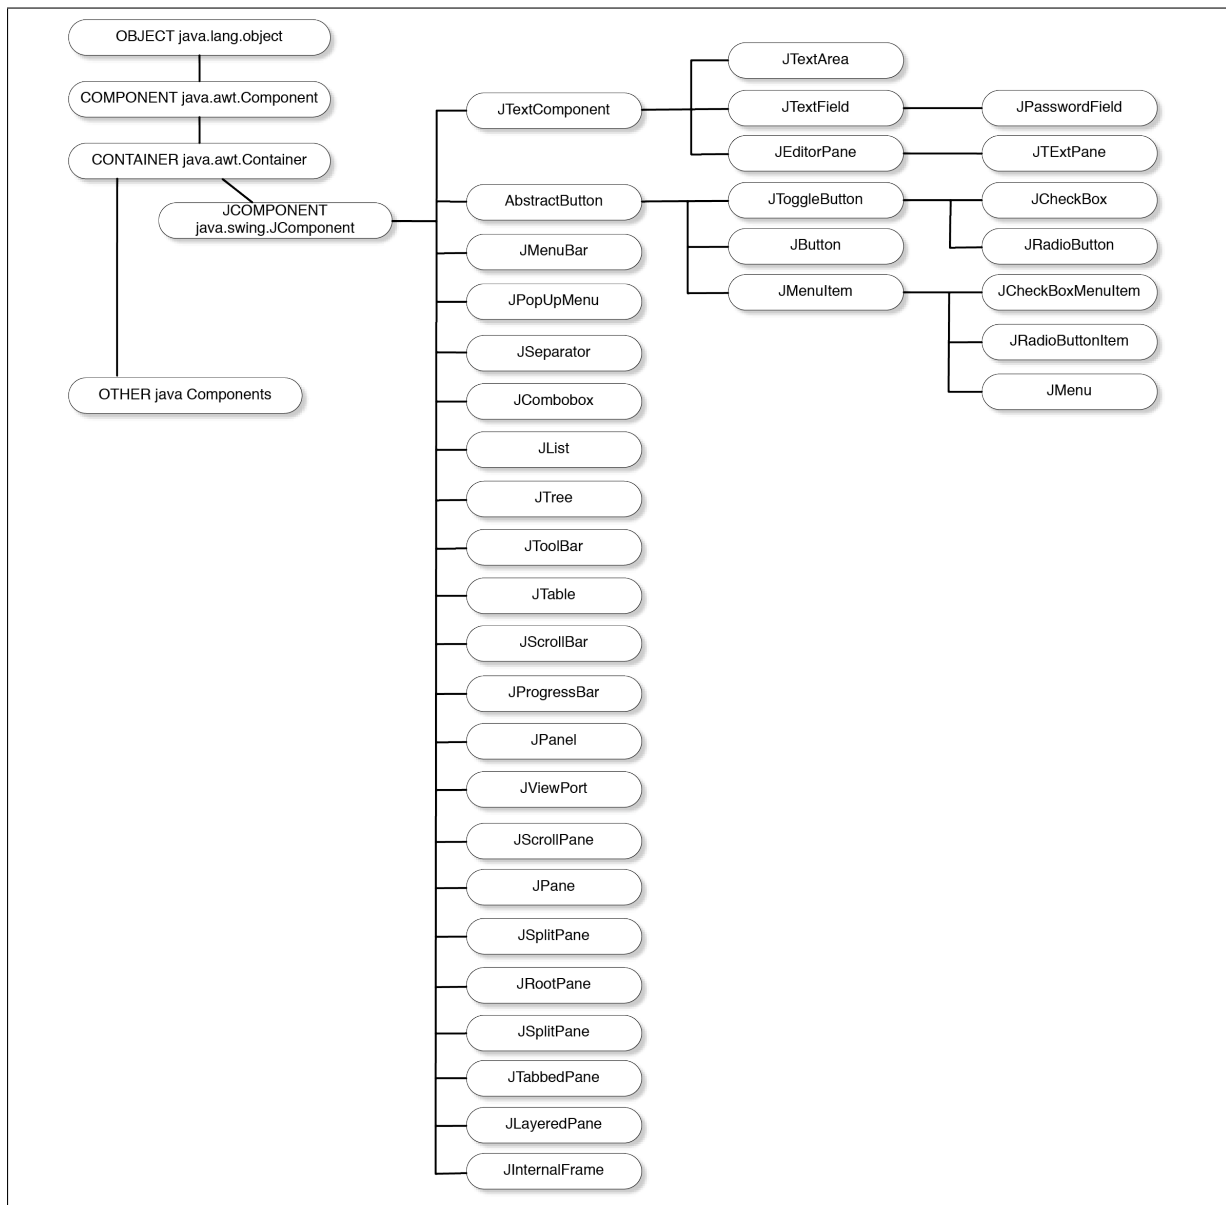 OBJECT java.lang.object
COMPONENT java.awt.Component
CONTAINER java.awt.Container
JCOMPONENT
java.swing.JComponent
OTHER java Components
JTextComponent
AbstractButton
JMenuBar
JPopUpMenu
JSeparator
JCombobox
JList
JTree
JToolBar
JTable
JScrollBar
JProgressBar
JPanel
JViewPort
JScrollPane
JPane
JSplitPane
JRootPane
JSplitPane
JTabbedPane
JLayeredPane
JInternalFrame
JTextArea
JTextField
JEditorPane
JToggleButton
JButton
JMenuItem
JPasswordField
JTExtPane
JCheckBox
JRadioButton
JCheckBoxMenuItem
JRadioButtonItem
JMenu